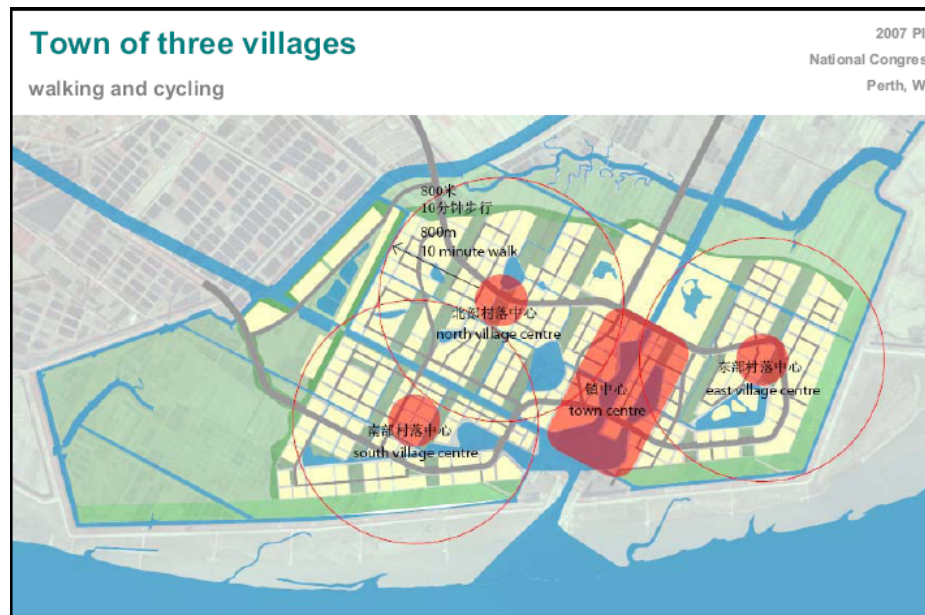 Town of three villages
walking and cycling
2007 PI
National Congres
Perth, W
800米
10分钟步行
800m
10 minute walk
北部村落中心
north village centre
东部村落中心
east village centre
镇中心
town centre
南部村落中心
south village centre